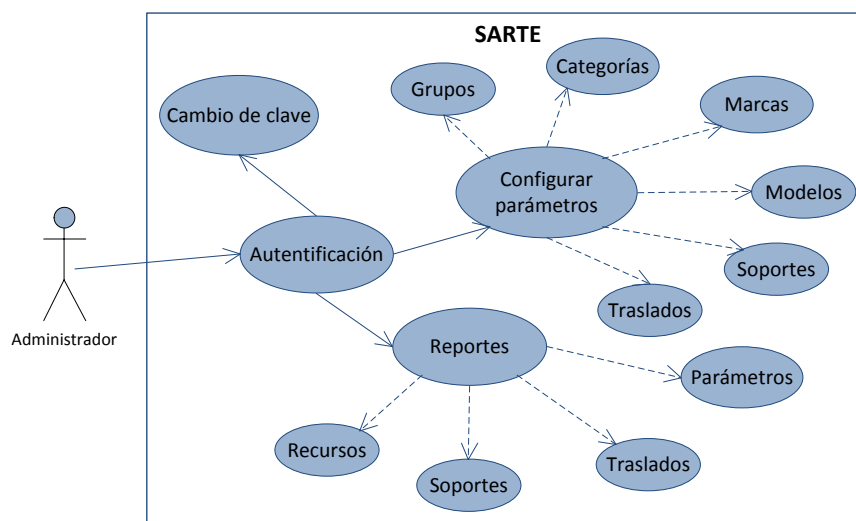 SARTE
Categorías
Grupos
Marcas
Cambio de clave
Configurar
parámetros
Modelos
Autentificación
Soportes
Traslados
Administrador
Reportes
Parámetros
Recursos
Traslados
Soportes